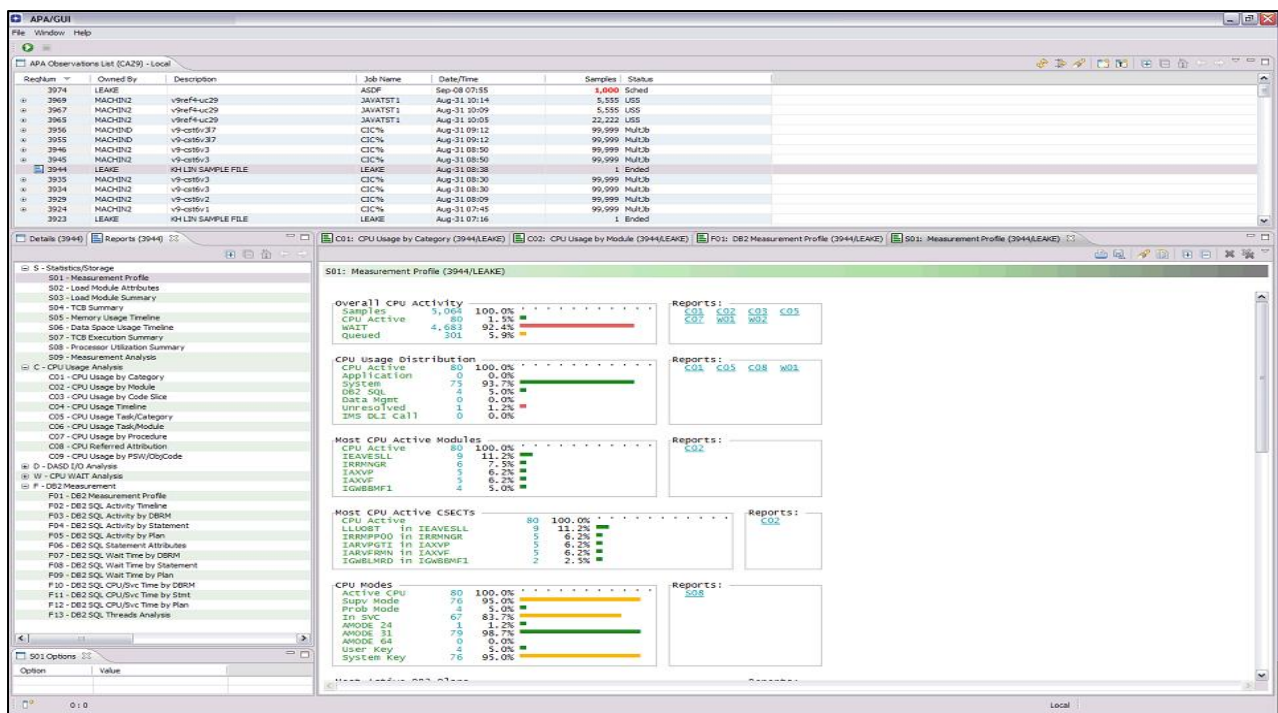 APA/GUI
File Window Help
APA Observations List (CAZ9) - Local
ReqNum Owned By Description Job Name Date/Time Samples Status
3974 LEAKE ASDF Sep-08 07:55 1,000 Sched
3969 MACHIN2 v9ref4-uc29 JAVATST1 Aug-31 10:14 5,555 USS
3967 MACHIN2 v9ref4-uc29 JAVATST1 Aug-31 10:09 5,555 USS
3965 MACHIN2 v9ref4-uc29 JAVATST1 Aug-31 10:05 22,222 USS
3956 MACHIND v9-cst6v37 CIC% Aug-31 09:12 99,999 MultJb
3955 MACHIND v9-cst6v37 CIC% Aug-31 09:12 99,999 MultJb
3946 MACHIN2 v9-cst6v3 CIC% Aug-31 08:50 99,999 MultJb
3945 MACHIN2 v9-cst6v3 CIC% Aug-31 08:50 99,999 MultJb
3944 LEAKE KH LIN SAMPLE FILE LEAKE Aug-31 08:38 1 Ended
3935 MACHIN2 v9-cst6v3 CIC% Aug-31 08:30 99,999 MultJb
3934 MACHIN2 v9-cst6v3 CIC% Aug-31 08:30 99,999 MultJb
3929 MACHIN2 v9-cst6v2 CIC% Aug-31 08:09 99,999 MultJb
3924 MACHIN2 v9-cst6v1 CIC% Aug-31 07:45 99,999 MultJb
3923 LEAKE KH LIN SAMPLE FILE LEAKE Aug-31 07:16 1 Ended
Details (3944) Reports (3944)
S - Statistics/Storage
S01 - Measurement Profile
S02 - Load Module Attributes
S03 - Load Module Summary
S04 - TCB Summary
S05 - Memory Usage Timeline
S06 - Data Space Usage Timeline
S07 - TCB Execution Summary
S08 - Processor Utilization Summary
S09 - Measurement Analysis
C - CPU Usage Analysis
C01 - CPU Usage by Category
C02 - CPU Usage by Module
C03 - CPU Usage by Code Slice
C04 - CPU Usage Timeline
C05 - CPU Usage Task/Category
C06 - CPU Usage Task/Module
C07 - CPU Usage by Procedure
C08 - CPU Referred Attribution
C09 - CPU Usage by PSW/ObjCode
D - DASD I/O Analysis
W - CPU WAIT Analysis
F - DB2 Measurement
F01 - DB2 Measurement Profile
F02 - DB2 SQL Activity Timeline
F03 - DB2 SQL Activity by DBRM
F04 - DB2 SQL Activity by Statement
F05 - DB2 SQL Activity by Plan
F06 - DB2 SQL Statement Attributes
F07 - DB2 SQL Wait Time by DBRM
F08 - DB2 SQL Wait Time by Statement
F09 - DB2 SQL Wait Time by Plan
F10 - DB2 SQL CPU/Svc Time by DBRM
F11 - DB2 SQL CPU/Svc Time by Stmt
F12 - DB2 SQL CPU/Svc Time by Plan
F13 - DB2 SQL Threads Analysis
S01 Options
Option Value
C01: CPU Usage by Category (3944/LEAKE) C02: CPU Usage by Module (3944/LEAKE) F01: DB2 Measurement Profile (3944/LEAKE) S01: Measurement Profile (3944/LEAKE)
S01: Measurement Profile (3944/LEAKE)
Overall CPU Activity Reports:
Samples 5,064 100.0% C01 C02 C03 C05
CPU Active 80 1.5% C07 W01 W02
WAIT 4,683 92.4%
Queued 301 5.9%
CPU Usage Distribution Reports:
CPU Active 80 100.0% C01 C05 C08 W01
Application 0 0.0%
System 75 93.7%
DB2 SQL 4 5.0%
Data Mgmt 0 0.0%
Unresolved 1 1.2%
IMS DLI Call 0 0.0%
Most CPU Active Modules Reports:
CPU Active 80 100.0% C02
IEAVESLL 9 11.2%
IRRMNGR 6 7.5%
IAXVP 5 6.2%
IAXVF 5 6.2%
IGWBBMF1 4 5.0%
Most CPU Active CSECTs Reports:
CPU Active 80 100.0% C02
LLUOBT in IEAVESLL 9 11.2%
IRRMPP00 in IRRMNGR 5 6.2%
IARVPGTI in IAXVP 5 6.2%
IARVFRMN in IAXVF 5 6.2%
IGWBLMRD in IGWBBMF1 2 2.5%
CPU Modes Reports:
Active CPU 80 100.0% S08
Supv Mode 76 95.0%
Prob Mode 4 5.0%
In SVC 67 83.7%
AMODE 24 1 1.2%
AMODE 31 79 98.7%
AMODE 64 0 0.0%
User Key 4 5.0%
System Key 76 95.0%
0 : 0 Local